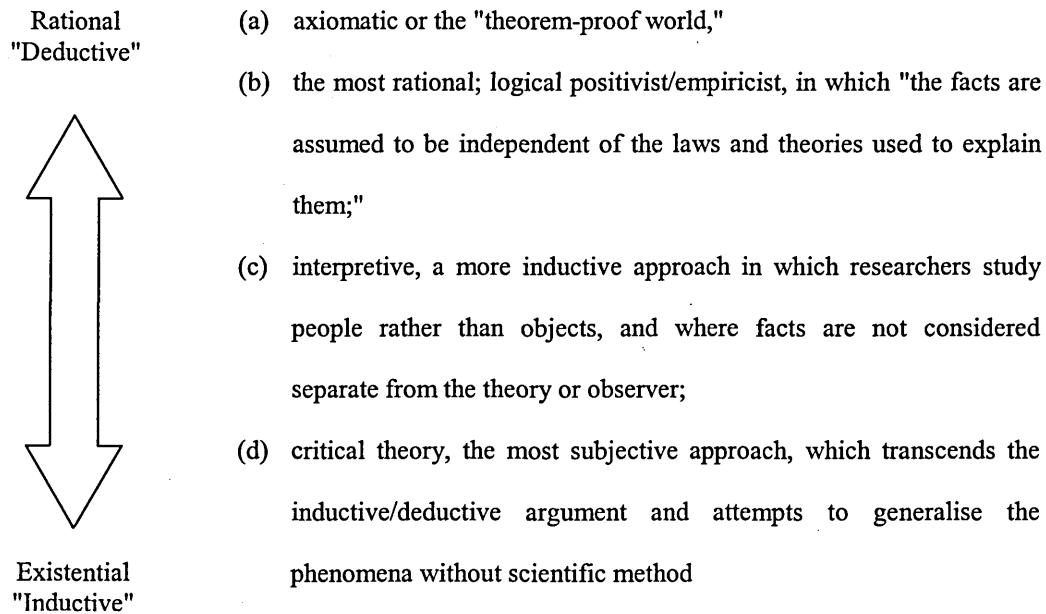 Rational
"Deductive"
(a) axiomatic or the "theorem-proof world,"
(b) the most rational; logical positivist/empiricist, in which "the facts are
assumed to be independent of the laws and theories used to explain
them;"
(c) interpretive, a more inductive approach in which researchers study
people rather than objects, and where facts are not considered
separate from the theory or observer;
(d) critical theory, the most subjective approach, which transcends the
inductive/deductive argument and attempts to generalise the
phenomena without scientific method
Existential
"Inductive"